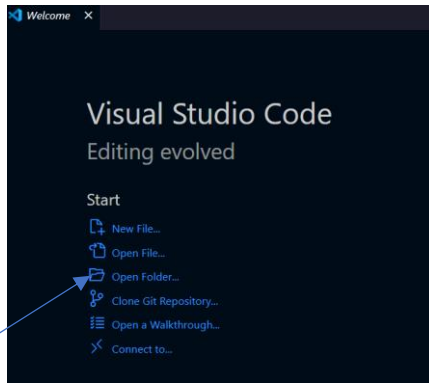 Welcome
Visual Studio Code
Editing evolved
Start
New File...
Open File...
Open Folder...
Clone Git Repository...
Open a Walkthrough...
Connect to...